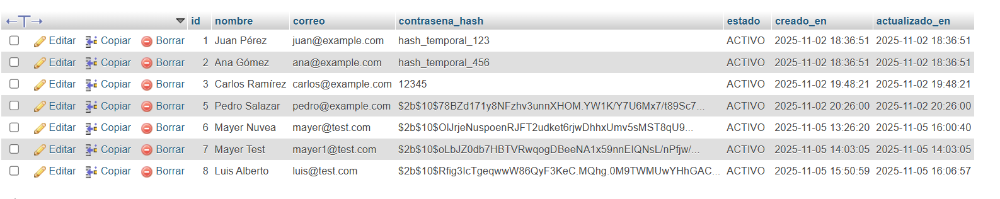 id nombre correo contrasena_hash estado creado_en actualizado_en
Editar Copiar Borrar 1 Juan Pérez juan@example.com hash_temporal_123 ACTIVO 2025-11-02 18:36:51 2025-11-02 18:36:51
Editar Copiar Borrar 2 Ana Gómez ana@example.com hash_temporal_456 ACTIVO 2025-11-02 18:36:51 2025-11-02 18:36:51
Editar Copiar Borrar 3 Carlos Ramírez carlos@example.com 12345 ACTIVO 2025-11-02 19:48:21 2025-11-02 19:48:21
Editar Copiar Borrar 5 Pedro Salazar pedro@example.com $2b$10$78BZd171y8NFzhv3unnXHOM.YW1K/Y7U6Mx7/t89Sc7... ACTIVO 2025-11-02 20:26:00 2025-11-02 20:26:00
Editar Copiar Borrar 6 Mayer Nuvea mayer@test.com $2b$10$OlJrjeNuspoenRJFT2udket6rjwDhhxUmv5sMST8qU9... ACTIVO 2025-11-05 13:26:20 2025-11-05 16:00:40
Editar Copiar Borrar 7 Mayer Test mayer1@test.com $2b$10$oLbJZ0db7HBTVRwqogDBeeNA1x59nnElQNsL/nPfjw/... ACTIVO 2025-11-05 14:03:05 2025-11-05 14:03:05
Editar Copiar Borrar 8 Luis Alberto luis@test.com $2b$10$Rfig3IcTgeqwwW86QyF3KeC.MQhg.0M9TWMUwYHhGAC... ACTIVO 2025-11-05 15:50:59 2025-11-05 16:06:57